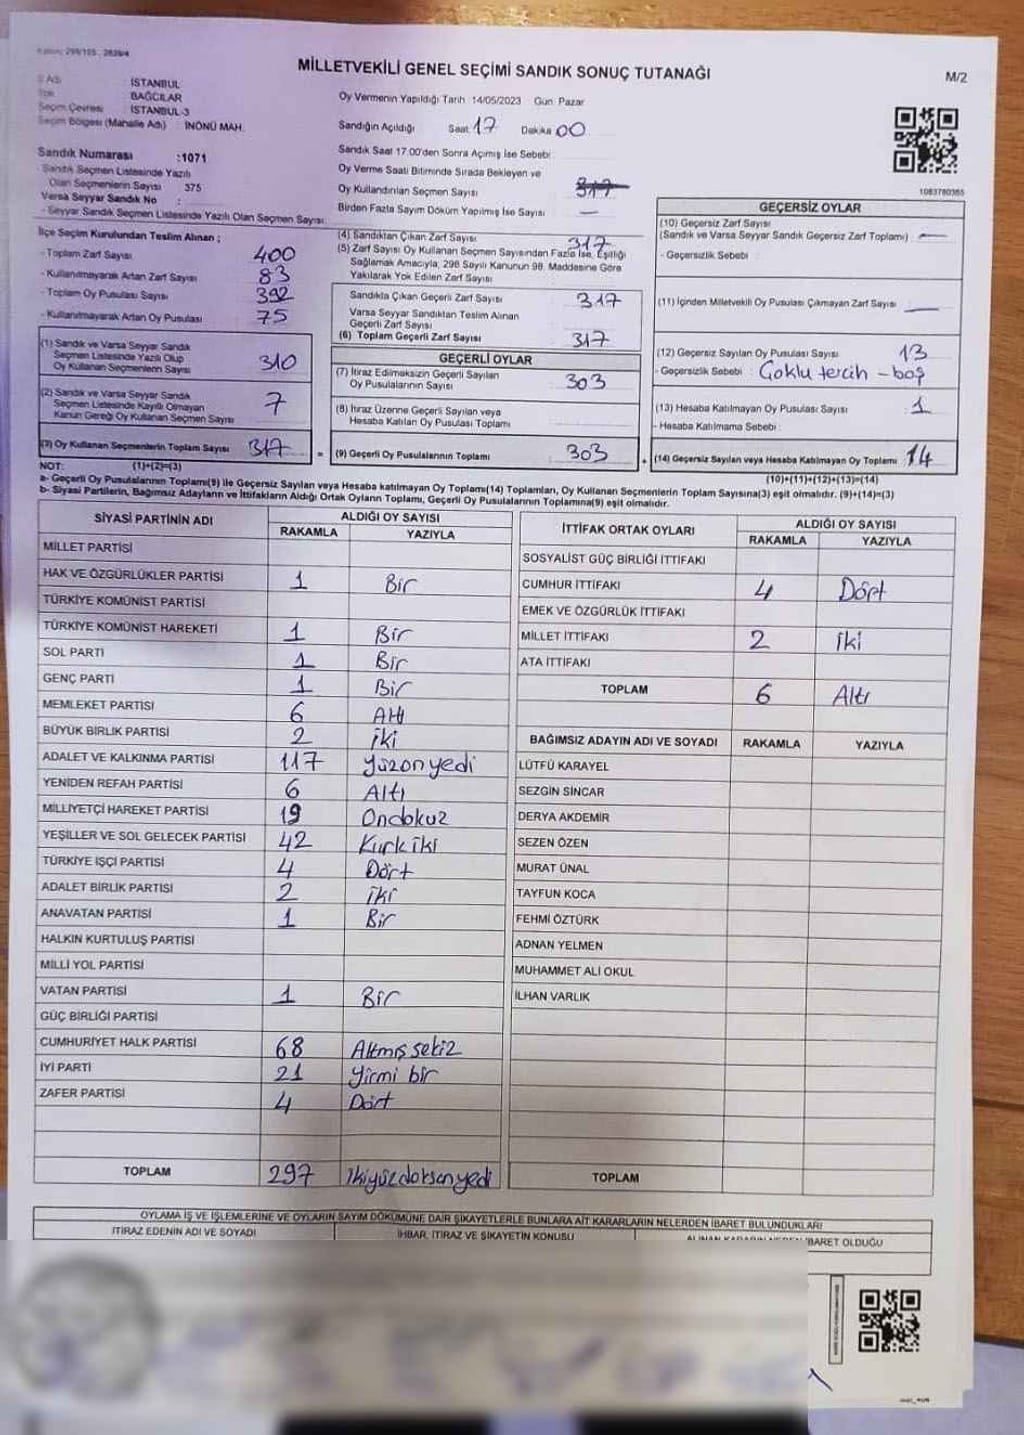 MİLLETVEKİLİ GENEL SEÇİMİ SANDIK SONUÇ TUTANAĞI
M/2
İSTANBUL
BAĞCILAR
Seçim Çevresi : İSTANBUL-3
Seçim Bölgesi (Mahalle Adı) : İNÖNÜ MAH.
Sandık Numarası :1071
Sandık Seçmen Listesinde Yazılı
Olan Seçmenlerin Sayısı 375
Varsa Seyyar Sandık No :
- Seyyar Sandık Seçmen Listesinde Yazılı Olan Seçmen Sayısı:
Oy Vermenin Yapıldığı Tarih 14/05/2023 Gün: Pazar
Sandığın Açıldığı Saat: 17 Dakika 00
Sandık Saat 17:00'den Sonra Açımış İse Sebebi :
Oy Verme Saati Bitiminde Sırada Bekleyen ve
Oy Kullandırılan Seçmen Sayısı 317
Birden Fazla Sayım Döküm Yapılmış İse Sayısı —
1083780365
İlçe Seçim Kurulundan Teslim Alınan ;
- Toplam Zarf Sayısı 400
- Kullanılmayarak Artan Zarf Sayısı 83
- Toplam Oy Pusulası Sayısı 392
- Kullanılmayarak Artan Oy Pusulası 75
(1) Sandık ve Varsa Seyyar Sandık
Seçmen Listesinde Yazılı Olup
Oy Kullanan Seçmenlerin Sayısı 310
(2) Sandık ve Varsa Seyyar Sandık
Seçmen Listesinde Kayıtlı Olmayan
Kanun Gereği Oy Kullanan Seçmen Sayısı 7
(3) Oy Kullanan Seçmenlerin Toplam Sayısı 317
(4) Sandıktan Çıkan Zarf Sayısı 317
(5) Zarf Sayısı Oy Kullanan Seçmen Sayısından Fazla İse, Eşitliği
Sağlamak Amacıyla, 298 Sayılı Kanunun 98. Maddesine Göre
Yakılarak Yok Edilen Zarf Sayısı
Sandıkta Çıkan Geçerli Zarf Sayısı 317
Varsa Seyyar Sandıktan Teslim Alınan
Geçerli Zarf Sayısı
(6) Toplam Geçerli Zarf Sayısı 317
GEÇERLİ OYLAR
(7) İtiraz Edilmeksizin Geçerli Sayılan
Oy Pusulalarının Sayısı 303
(8) İtiraz Üzerine Geçerli Sayılan veya
Hesaba Katılan Oy Pusulası Toplamı
= (9) Geçerli Oy Pusulalarının Toplamı 303
GEÇERSİZ OYLAR
(10) Geçersiz Zarf Sayısı
(Sandık ve Varsa Seyyar Sandık Geçersiz Zarf Toplamı) : —
- Geçersizlik Sebebi :
(11) İçinden Milletvekili Oy Pusulası Çıkmayan Zarf Sayısı —
(12) Geçersiz Sayılan Oy Pusulası Sayısı : 13
- Geçersizlik Sebebi : Çoklu tercih - boş
(13) Hesaba Katılmayan Oy Pusulası Sayısı : 1
- Hesaba Katılmama Sebebi :
+ (14) Geçersiz Sayılan veya Hesaba Katılmayan Oy Toplamı 14
NOT: (1)+(2)=(3) (10)+(11)+(12)+(13)=(14)
a- Geçerli Oy Pusulaları Toplamı(9) ile Geçersiz Sayılan veya Hesaba katılmayan Oy Toplamı(14) Toplamları, Oy Kullanan Seçmenlerin Toplam Sayısına(3) eşit olmalıdır. (9)+(14)=(3)
b- Siyasi Partilerin, Bağımsız Adayların ve İttifakların Aldığı Ortak Oyların Toplamı, Geçerli Oy Pusulalarının Toplamına(9) eşit olmalıdır.
SİYASİ PARTİNİN ADI ALDIĞI OY SAYISI
RAKAMLA YAZIYLA
MİLLET PARTİSİ
HAK VE ÖZGÜRLÜKLER PARTİSİ 1 Bir
TÜRKİYE KOMÜNİST PARTİSİ
TÜRKİYE KOMÜNİST HAREKETİ 1 Bir
SOL PARTİ 1 Bir
GENÇ PARTİ 1 Bir
MEMLEKET PARTİSİ 6 Altı
BÜYÜK BİRLİK PARTİSİ 2 iki
ADALET VE KALKINMA PARTİSİ 117 yüzonyedi
YENİDEN REFAH PARTİSİ 6 Altı
MİLLİYETÇİ HAREKET PARTİSİ 19 Ondokuz
YEŞİLLER VE SOL GELECEK PARTİSİ 42 Kırk iki
TÜRKİYE İŞÇİ PARTİSİ 4 Dört
ADALET BİRLİK PARTİSİ 2 iki
ANAVATAN PARTİSİ 1 Bir
HALKIN KURTULUŞ PARTİSİ
MİLLİ YOL PARTİSİ
VATAN PARTİSİ 1 Bir
GÜÇ BİRLİĞİ PARTİSİ
CUMHURİYET HALK PARTİSİ 68 Altmış sekiz
İYİ PARTİ 21 Yirmi bir
ZAFER PARTİSİ 4 Dört
TOPLAM 297 ikiyüzdoksanyedi
İTTİFAK ORTAK OYLARI ALDIĞI OY SAYISI
RAKAMLA YAZIYLA
SOSYALİST GÜÇ BİRLİĞİ İTTİFAKI
CUMHUR İTTİFAKI 4 Dört
EMEK VE ÖZGÜRLÜK İTTİFAKI
MİLLET İTTİFAKI 2 iki
ATA İTTİFAKI
TOPLAM 6 Altı
BAĞIMSIZ ADAYIN ADI VE SOYADI RAKAMLA YAZIYLA
LÜTFÜ KARAYEL
SEZGİN SİNCAR
DERYA AKDEMİR
SEZEN ÖZEN
MURAT ÜNAL
TAYFUN KOCA
FEHMİ ÖZTÜRK
ADNAN YELMEN
MUHAMMET ALİ OKUL
İLHAN VARLIK
TOPLAM
OYLAMA İŞ VE İŞLEMLERİNE VE OYLARIN SAYIM DÖKÜMÜNE DAİR ŞİKAYETLERLE BUNLARA AİT KARARLARIN NELERDEN İBARET BULUNDUKLARI
İTİRAZ EDENİN ADI VE SOYADI İHBAR, İTİRAZ VE ŞİKAYETİN KONUSU ALINAN KARARIN NEDEN İBARET OLDUĞU